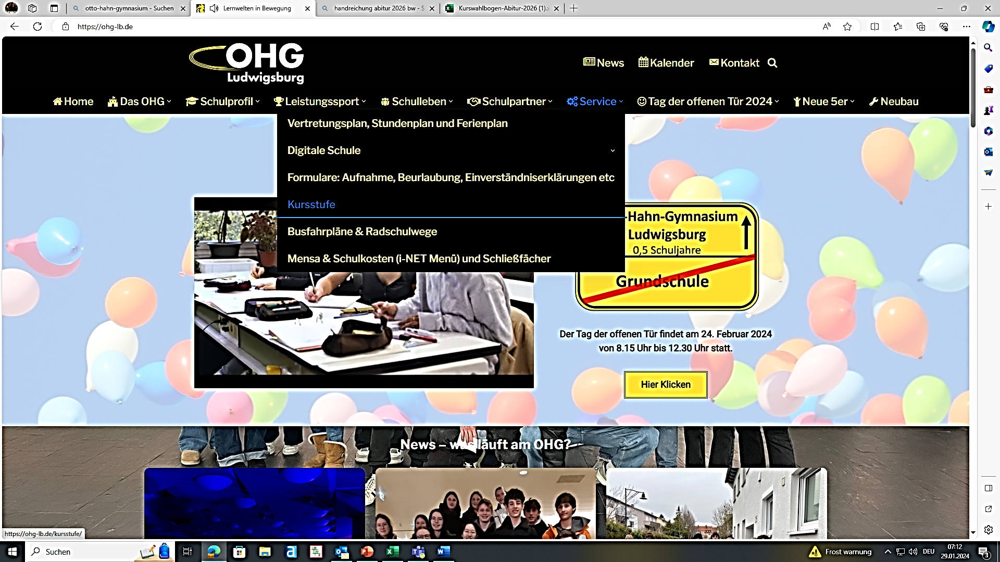 otto-hahn-gymnasium - Suchen
Lernwelten in Bewegung
handreichung abitur 2026 bw - S
Kurswahlbogen-Abitur-2026 (1).x
https://ohg-lb.de
OHG
Ludwigsburg
News
Kalender
Kontakt
Home
Das OHG
Schulprofil
Leistungssport
Schulleben
Schulpartner
Service
Tag der offenen Tür 2024
Neue 5er
Neubau
Vertretungsplan, Stundenplan und Ferienplan
Digitale Schule
Formulare: Aufnahme, Beurlaubung, Einverständniserklärungen etc
Kursstufe
Busfahrpläne & Radschulwege
Mensa & Schulkosten (i-NET Menü) und Schließfächer
-Hahn-Gymnasium
Ludwigsburg
0,5 Schuljahre
Grundschule
Der Tag der offenen Tür findet am 24. Februar 2024
von 8.15 Uhr bis 12.30 Uhr statt.
Hier Klicken
News – was läuft am OHG?
https://ohg-lb.de/kursstufe/
Suchen
Frost warnung
DEU
07:12
29.01.2024
3